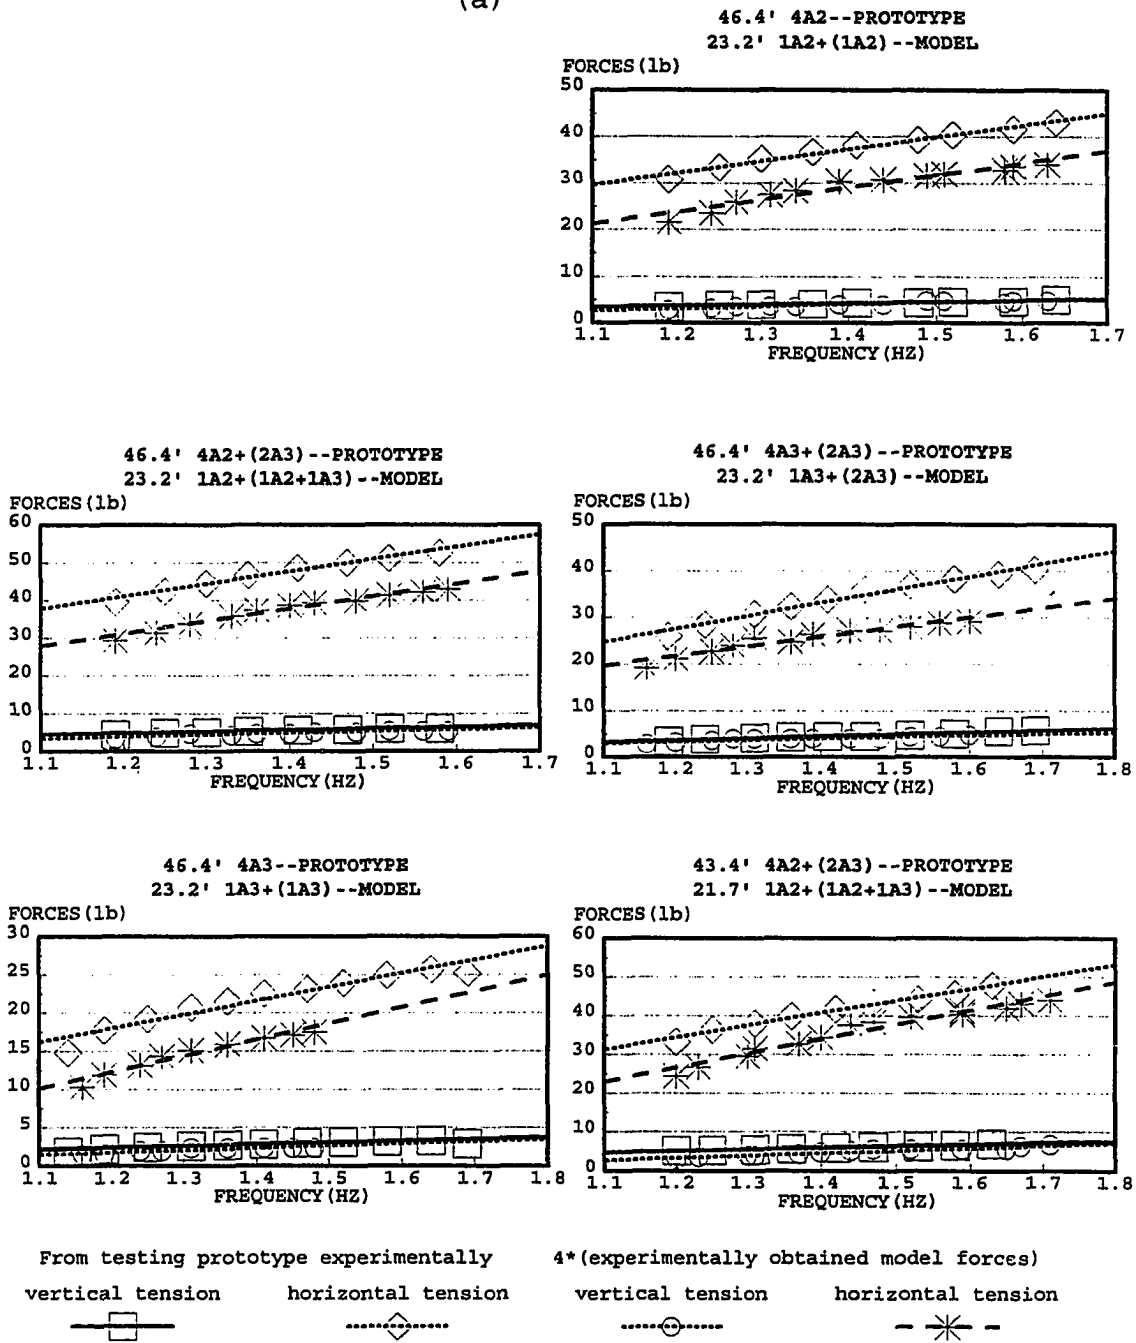 (a)
46.4' 4A2--PROTOTYPE
23.2' 1A2+(1A2)--MODEL
FORCES(lb)
50
40
30
20
10
0
1.1 1.2 1.3 1.4 1.5 1.6 1.7
FREQUENCY(HZ)
46.4' 4A2+(2A3)--PROTOTYPE
23.2' 1A2+(1A2+1A3)--MODEL
FORCES(lb)
60
50
40
30
20
10
0
1.1 1.2 1.3 1.4 1.5 1.6 1.7
FREQUENCY(HZ)
46.4' 4A3+(2A3)--PROTOTYPE
23.2' 1A3+(2A3)--MODEL
FORCES(lb)
50
40
30
20
10
0
1.1 1.2 1.3 1.4 1.5 1.6 1.7 1.8
FREQUENCY(HZ)
46.4' 4A3--PROTOTYPE
23.2' 1A3+(1A3)--MODEL
FORCES(lb)
30
25
20
15
10
5
0
1.1 1.2 1.3 1.4 1.5 1.6 1.7 1.8
FREQUENCY(HZ)
43.4' 4A2+(2A3)--PROTOTYPE
21.7' 1A2+(1A2+1A3)--MODEL
FORCES(lb)
60
50
40
30
20
10
0
1.1 1.2 1.3 1.4 1.5 1.6 1.7 1.8
FREQUENCY(HZ)
From testing prototype experimentally
vertical tension horizontal tension
4*(experimentally obtained model forces)
vertical tension horizontal tension